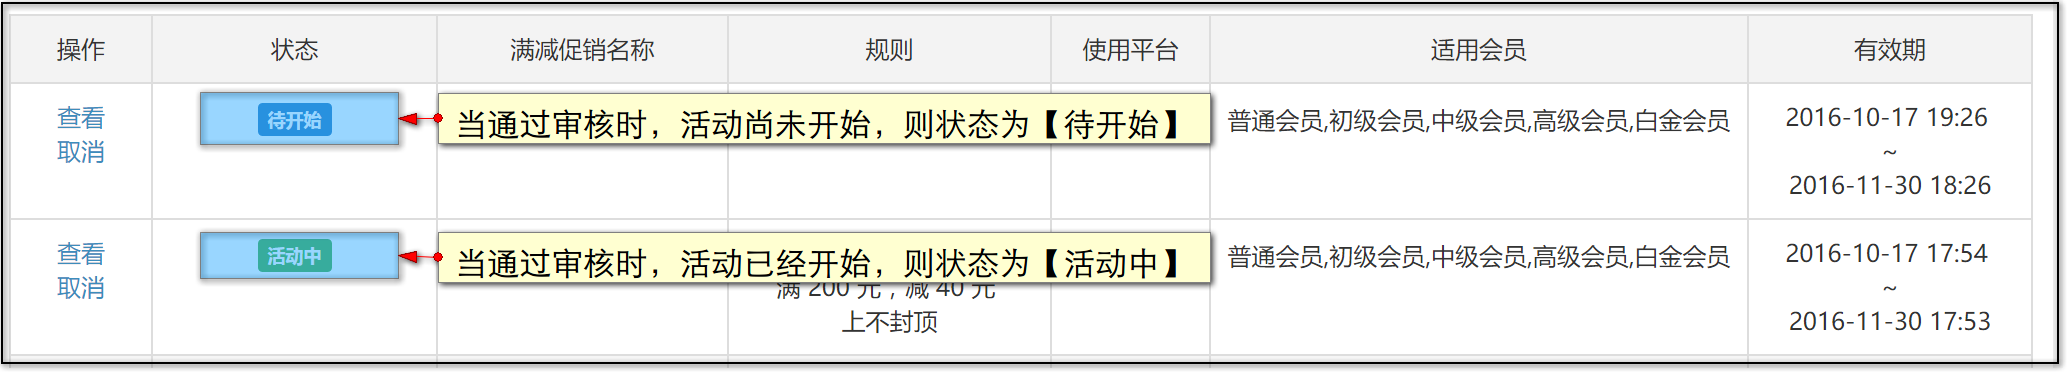 操作 状态 满减促销名称 规则 使用平台 适用会员 有效期
查看
取消
待开始
当通过审核时，活动尚未开始，则状态为【待开始】
普通会员,初级会员,中级会员,高级会员,白金会员
2016-10-17 19:26
~
2016-11-30 18:26
查看
取消
活动中
当通过审核时，活动已经开始，则状态为【活动中】
满 200 元，减 40 元
上不封顶
普通会员,初级会员,中级会员,高级会员,白金会员
2016-10-17 17:54
~
2016-11-30 17:53